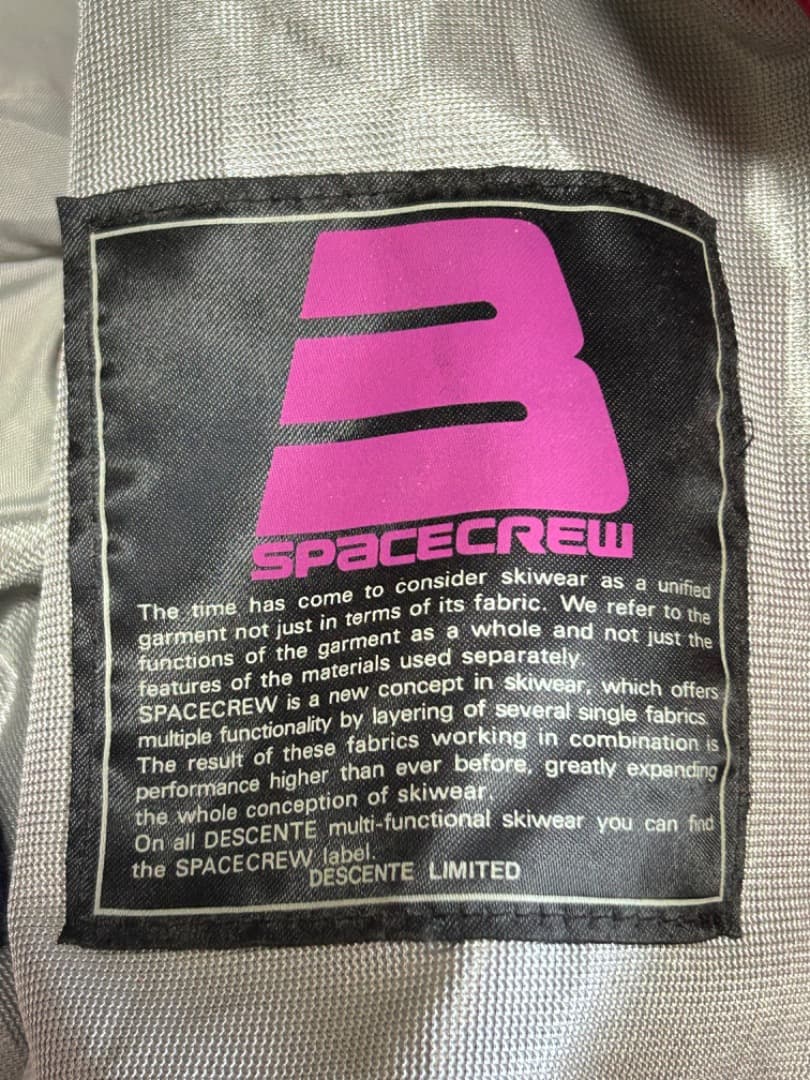 3
SPACECREW
The time has come to consider skiwear as a unified
garment not just in terms of its fabric. We refer to the
functions of the garment as a whole and not just the
features of the materials used separately.
SPACECREW is a new concept in skiwear, which offers
multiple functionality by layering of several single fabrics.
The result of these fabrics working in combination is
performance higher than ever before, greatly expanding
the whole conception of skiwear.
On all DESCENTE multi-functional skiwear you can find
the SPACECREW label.
DESCENTE LIMITED